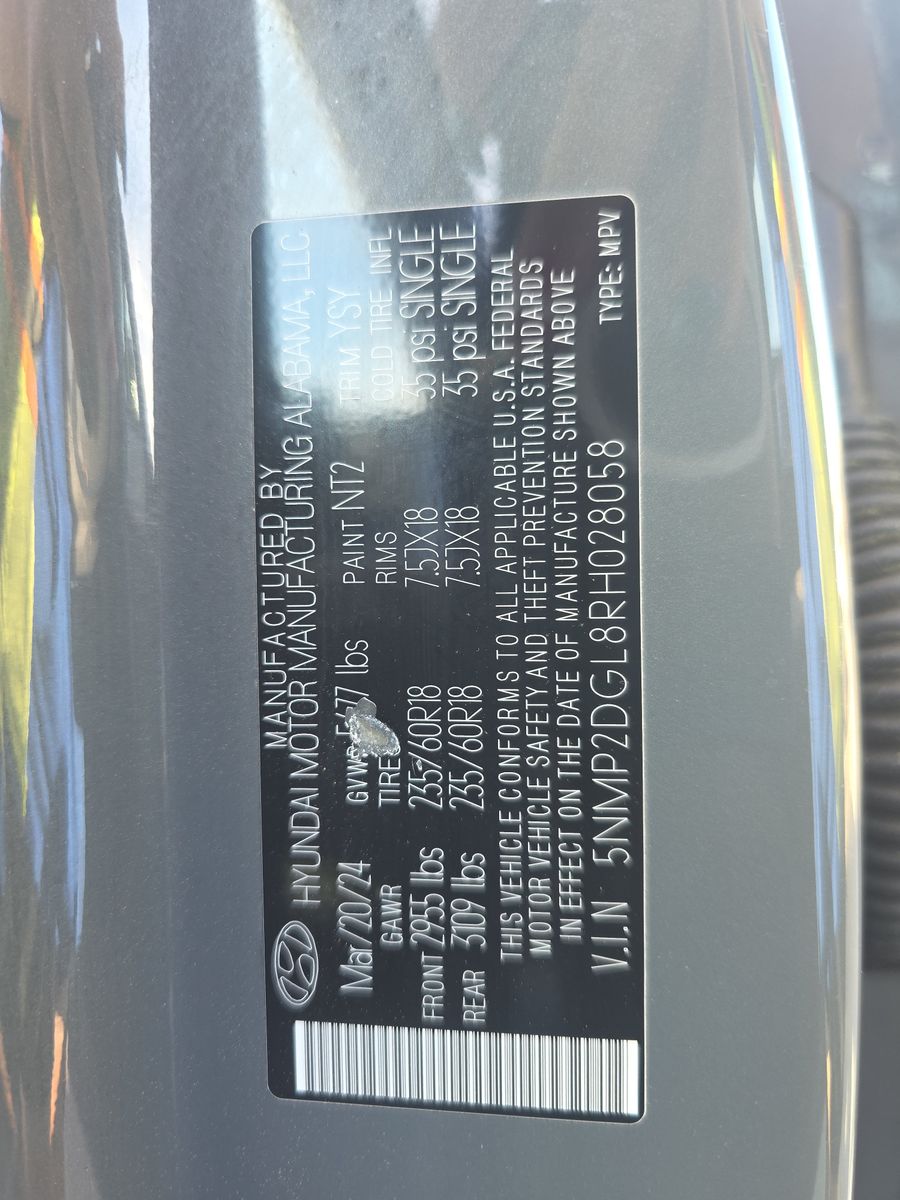 MANUFACTURED BY
HYUNDAI MOTOR MANUFACTURING ALABAMA, LLC
Mar/20/24 lbs PAINT NT2 TRIM YSY
GAWR TIRE RIMS COLD TIRE INFL
FRONT 2955 lbs 235/60R18 7.5JX18 35 psi SINGLE
REAR 3109 lbs 235/60R18 7.5JX18 35 psi SINGLE
THIS VEHICLE CONFORMS TO ALL APPLICABLE U.S.A. FEDERAL
MOTOR VEHICLE SAFETY AND THEFT PREVENTION STANDARDS
IN EFFECT ON THE DATE OF MANUFACTURE SHOWN ABOVE
V.I.N 5NMP2DGL8RH028058 TYPE: MPV